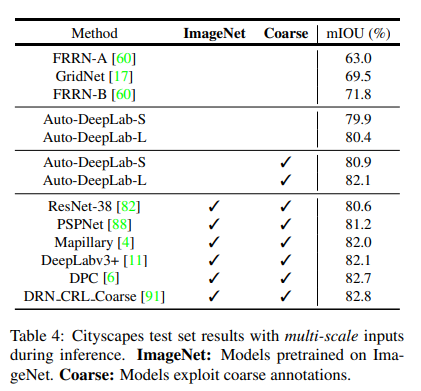 Method ImageNet Coarse mIOU (%)
FRRN-A [60] 63.0
GridNet [17] 69.5
FRRN-B [60] 71.8
Auto-DeepLab-S 79.9
Auto-DeepLab-L 80.4
Auto-DeepLab-S ✓ 80.9
Auto-DeepLab-L ✓ 82.1
ResNet-38 [82] ✓ ✓ 80.6
PSPNet [88] ✓ ✓ 81.2
Mapillary [4] ✓ ✓ 82.0
DeepLabv3+ [11] ✓ ✓ 82.1
DPC [6] ✓ ✓ 82.7
DRN_CRL_Coarse [91] ✓ ✓ 82.8
Table 4: Cityscapes test set results with multi-scale inputs
during inference. ImageNet: Models pretrained on Ima-
geNet. Coarse: Models exploit coarse annotations.